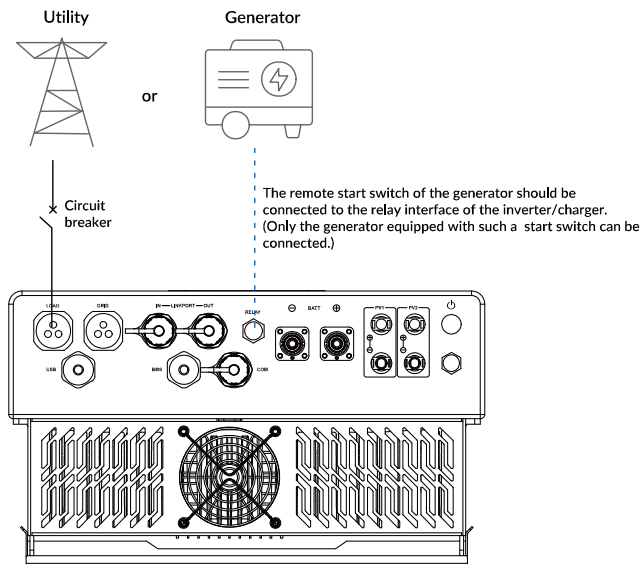 Utility
Generator
or
The remote start switch of the generator should be
connected to the relay interface of the inverter/charger.
(Only the generator equipped with such a start switch can be
connected.)
Circuit
breaker
LOAD
GRID
IN — LINKPORT — OUT
RELAY
⊖ BATT ⊕
PV1
PV2
⊕
⊖
⊕
⊖
USB
BMS
COM